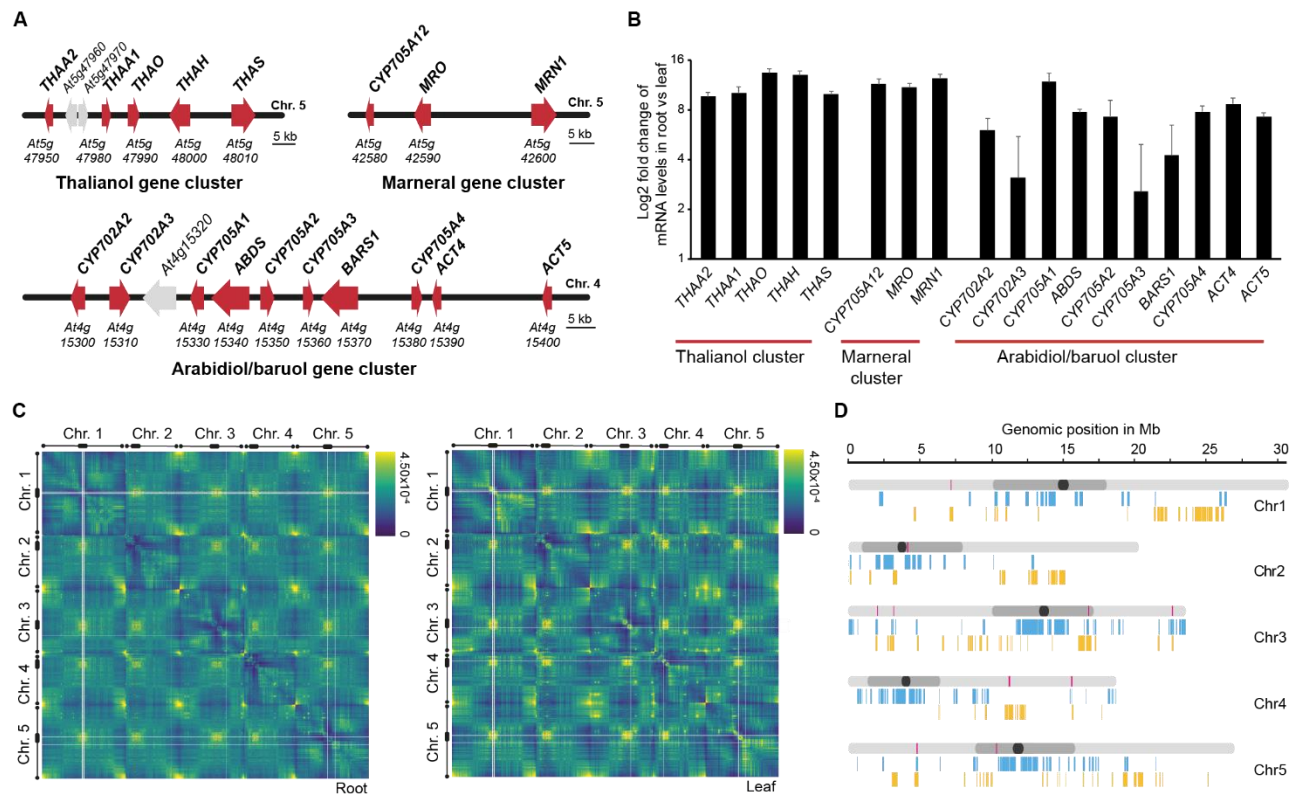 A
THAA2
At5g47960
At5g47970
THAA1
THAO
THAH
THAS
Chr. 5
5 kb
At5g 47950
At5g 47980
At5g 47990
At5g 48000
At5g 48010
Thalianol gene cluster
CYP705A12
MRO
MRN1
Chr. 5
5 kb
At5g 42580
At5g 42590
At5g 42600
Marneral gene cluster
CYP702A2
CYP702A3
At4g15320
CYP705A1
ABDS
CYP705A2
CYP705A3
BARS1
CYP705A4
ACT4
ACT5
Chr. 4
5 kb
At4g 15300
At4g 15310
At4g 15330
At4g 15340
At4g 15350
At4g 15360
At4g 15370
At4g 15380
At4g 15390
At4g 15400
Arabidiol/baruol gene cluster
B
Log2 fold change of
mRNA levels in root vs leaf
16
8
4
2
1
THAA2
THAA1
THAO
THAH
THAS
CYP705A12
MRO
MRN1
CYP702A2
CYP702A3
CYP705A1
ABDS
CYP705A2
CYP705A3
BARS1
CYP705A4
ACT4
ACT5
Thalianol cluster
Marneral
cluster
Arabidiol/baruol cluster
C
Chr. 1 Chr. 2 Chr. 3 Chr. 4 Chr. 5
Chr. 1
Chr. 2
Chr. 3
Chr. 4
Chr. 5
4.50x10⁴
0
Root
Chr. 1 Chr. 2 Chr. 3 Chr. 4 Chr. 5
Chr. 1
Chr. 2
Chr. 3
Chr. 4
Chr. 5
4.50x10⁴
0
Leaf
D
Genomic position in Mb
0 5 10 15 20 25 30
Chr1
Chr2
Chr3
Chr4
Chr5